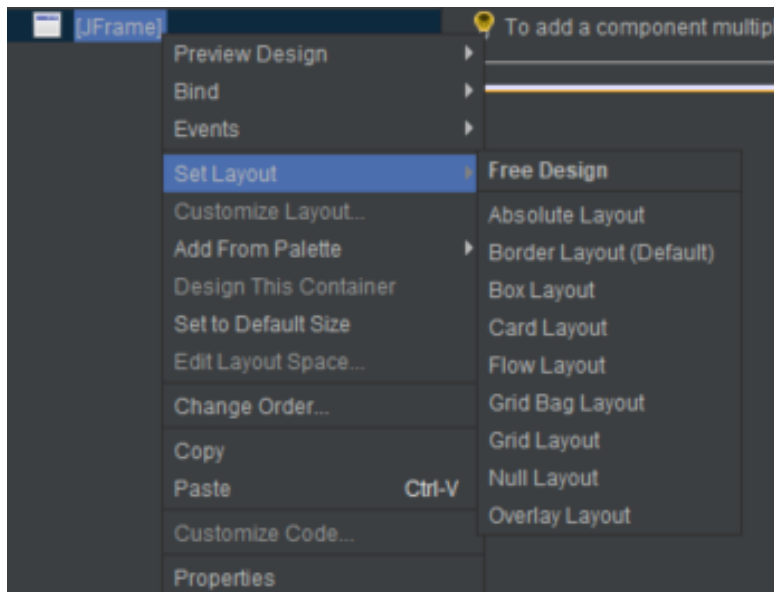 [JFrame]
To add a component multip
Preview Design
Bind
Events
Set Layout
Customize Layout...
Add From Palette
Design This Container
Set to Default Size
Edit Layout Space...
Change Order...
Copy
Paste Ctrl-V
Customize Code...
Properties
Free Design
Absolute Layout
Border Layout (Default)
Box Layout
Card Layout
Flow Layout
Grid Bag Layout
Grid Layout
Null Layout
Overlay Layout